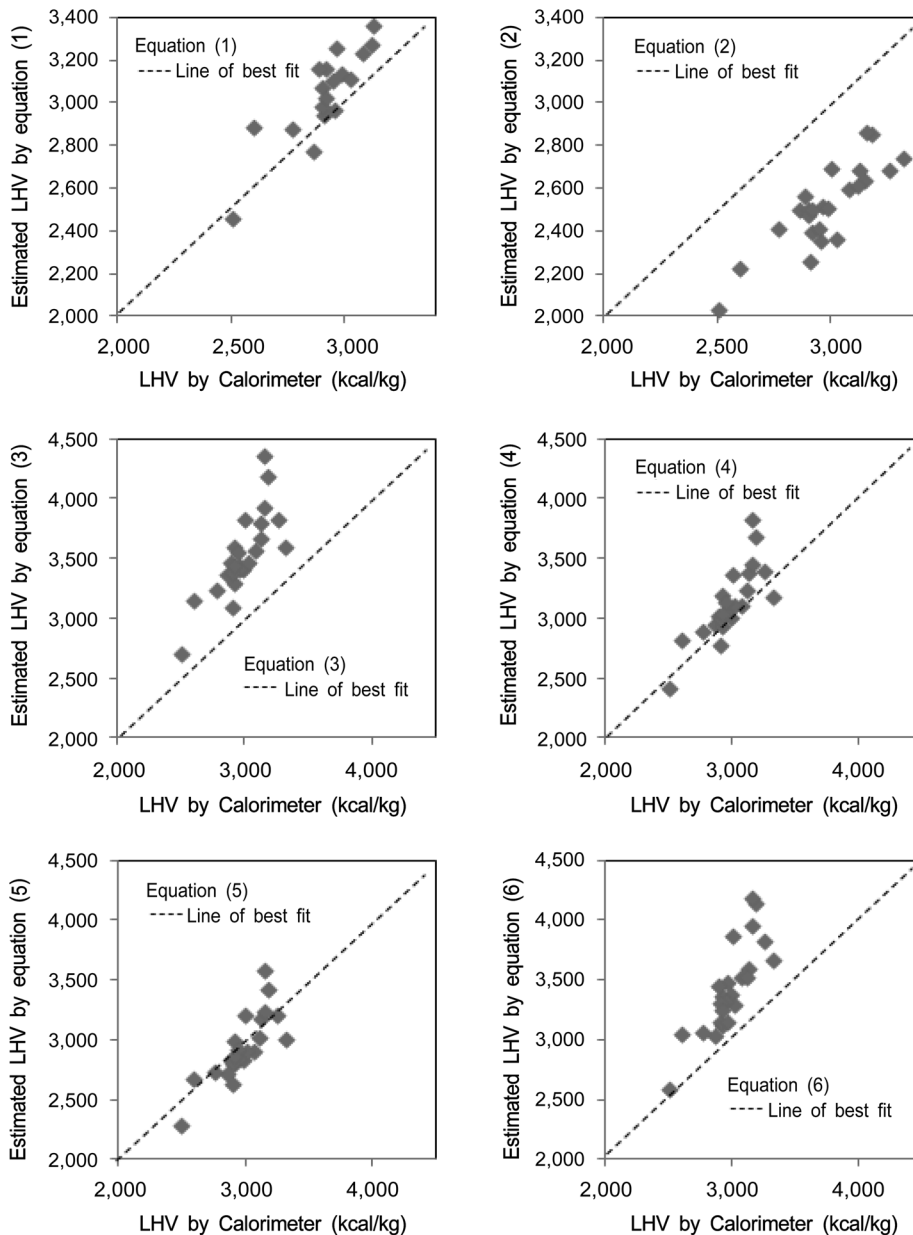 3,400
3,200
3,000
2,800
2,600
2,400
2,200
2,000
Estimated LHV by equation (1)
Equation (1)
Line of best fit
2,000 2,500 3,000
LHV by Calorimeter (kcal/kg)
3,400
3,200
3,000
2,800
2,600
2,400
2,200
2,000
Estimated LHV by equation (2)
Equation (2)
Line of best fit
2,000 2,500 3,000
LHV by Calorimeter (kcal/kg)
4,500
4,000
3,500
3,000
2,500
2,000
Estimated LHV by equation (3)
Equation (3)
Line of best fit
2,000 3,000 4,000
LHV by Calorimeter (kcal/kg)
4,500
4,000
3,500
3,000
2,500
2,000
Estimated LHV by equation (4)
Equation (4)
Line of best fit
2,000 3,000 4,000
LHV by Calorimeter (kcal/kg)
4,500
4,000
3,500
3,000
2,500
2,000
Estimated LHV by equation (5)
Equation (5)
Line of best fit
2,000 3,000 4,000
LHV by Calorimeter (kcal/kg)
4,500
4,000
3,500
3,000
2,500
2,000
Estimated LHV by equation (6)
Equation (6)
Line of best fit
2,000 3,000 4,000
LHV by Calorimeter (kcal/kg)